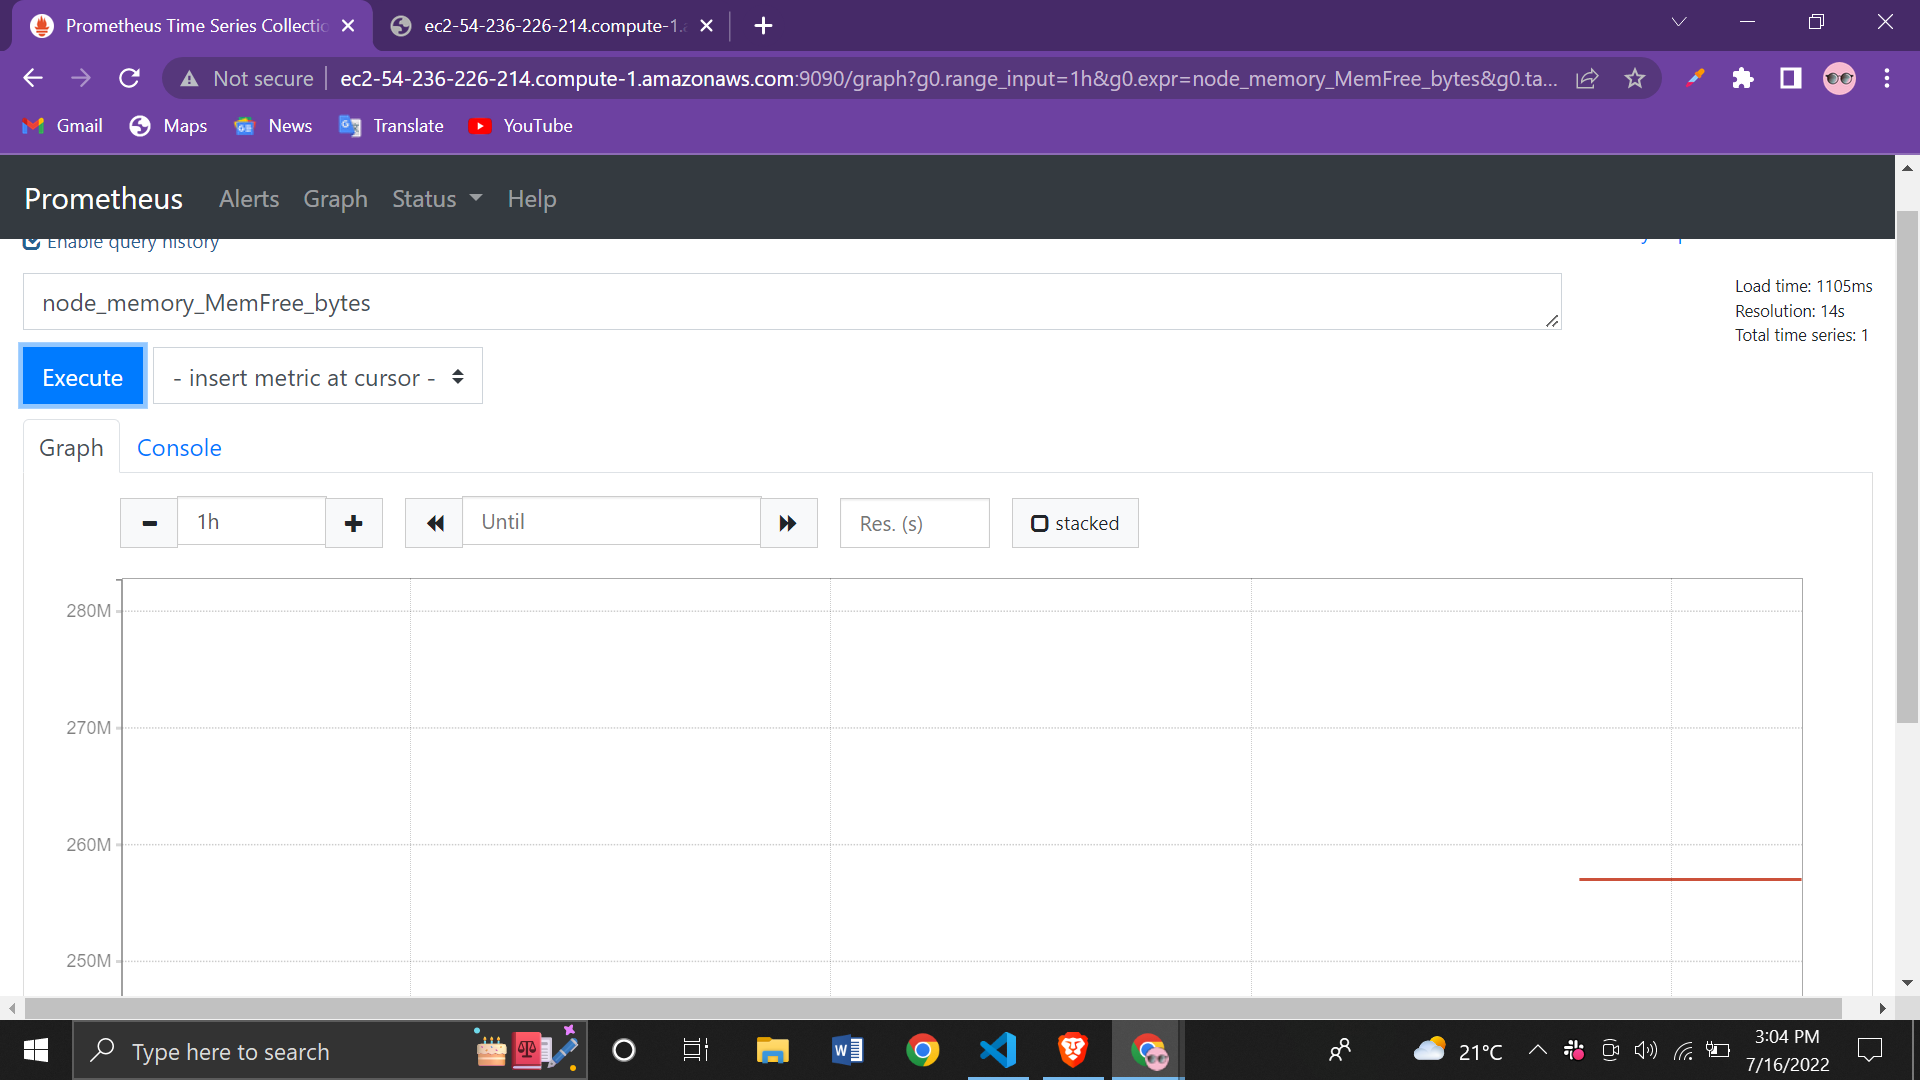 Prometheus Time Series Collectio
ec2-54-236-226-214.compute-1.a
Not secure
ec2-54-236-226-214.compute-1.amazonaws.com:9090/graph?g0.range_input=1h&g0.expr=node_memory_MemFree_bytes&g0.ta...
Gmail
Maps
News
Translate
YouTube
Prometheus
Alerts
Graph
Status
Help
Enable query history
node_memory_MemFree_bytes
Load time: 1105ms
Resolution: 14s
Total time series: 1
Execute
- insert metric at cursor -
Graph
Console
1h
Until
Res. (s)
stacked
280M
270M
260M
250M
Type here to search
21°C
3:04 PM
7/16/2022